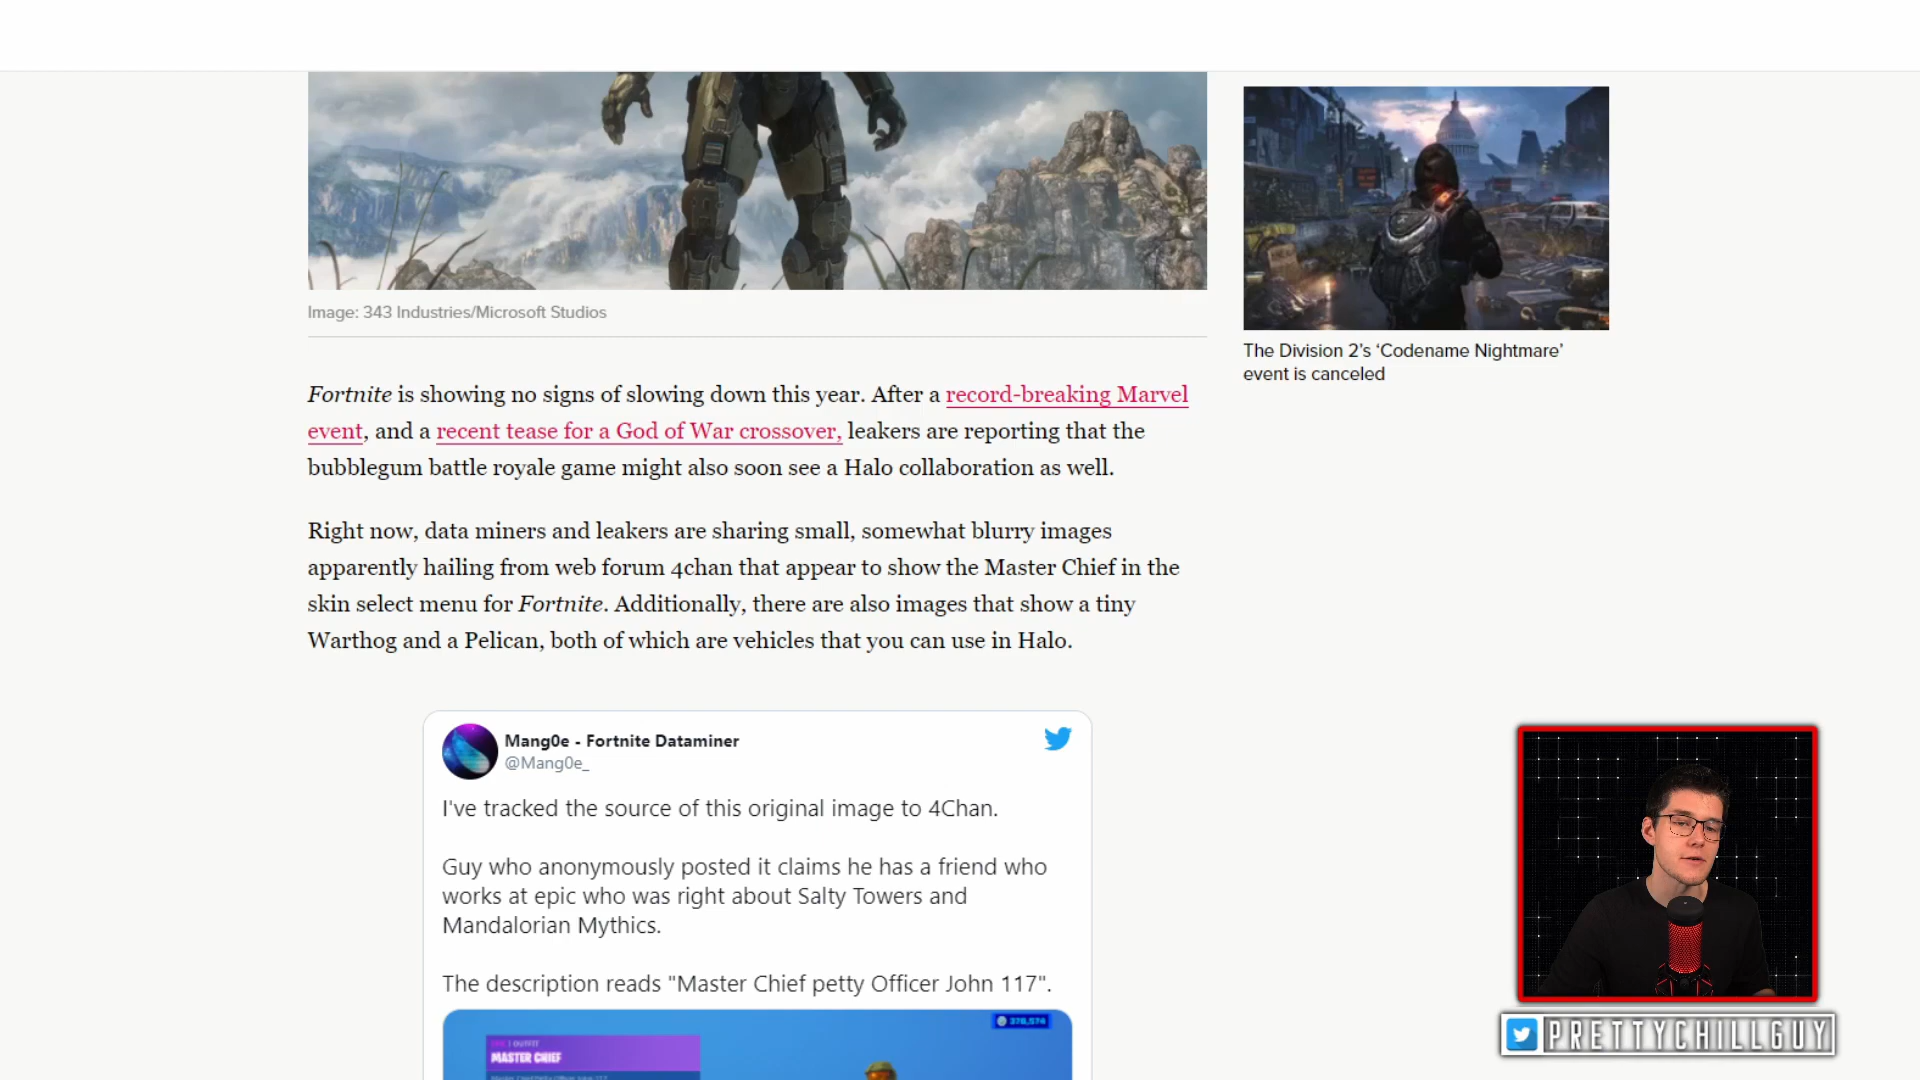 Image: 343 Industries/Microsoft Studios
The Division 2's ‘Codename Nightmare’
event is canceled
Fortnite is showing no signs of slowing down this year. After a record-breaking Marvel
event, and a recent tease for a God of War crossover, leakers are reporting that the
bubblegum battle royale game might also soon see a Halo collaboration as well.
Right now, data miners and leakers are sharing small, somewhat blurry images
apparently hailing from web forum 4chan that appear to show the Master Chief in the
skin select menu for Fortnite. Additionally, there are also images that show a tiny
Warthog and a Pelican, both of which are vehicles that you can use in Halo.
Mang0e - Fortnite Dataminer
@Mang0e_
I've tracked the source of this original image to 4Chan.
Guy who anonymously posted it claims he has a friend who
works at epic who was right about Salty Towers and
Mandalorian Mythics.
The description reads "Master Chief petty Officer John 117".
378,574
| OUTFIT
MASTER CHIEF
PRETTYCHILLGUY